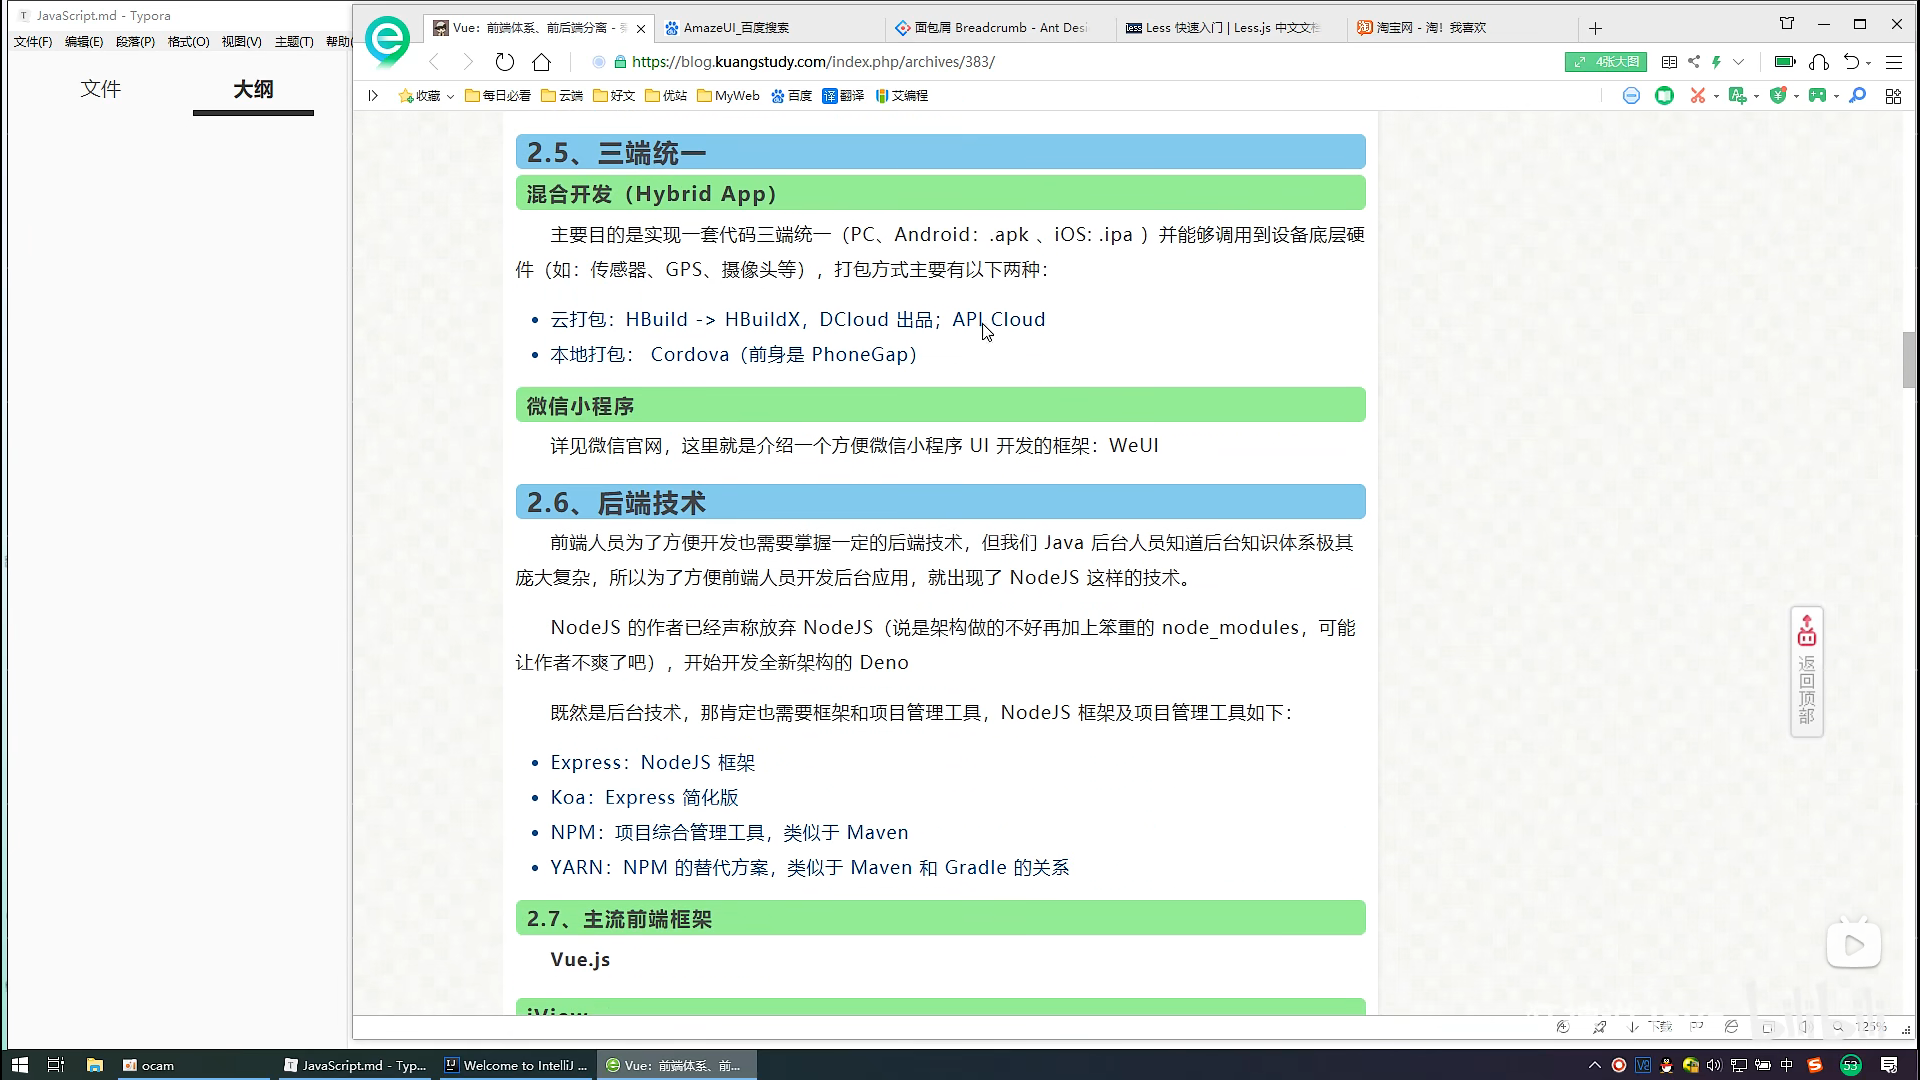 JavaScript.md - Typora
文件(F) 编辑(E) 段落(P) 格式(O) 视图(V) 主题(T) 帮助
文件 大纲
Vue：前端体系、前后端分离 -
AmazeUI_百度搜索
面包屑 Breadcrumb - Ant Desi
Less 快速入门 | Less.js 中文文档
淘宝网 - 淘！我喜欢
https://blog.kuangstudy.com/index.php/archives/383/
4张大图
收藏 每日必看 云端 好文 优站 MyWeb 百度 译 翻译 艾编程
2.5、三端统一
混合开发（Hybrid App）
主要目的是实现一套代码三端统一（PC、Android：.apk 、iOS: .ipa ）并能够调用到设备底层硬
件（如：传感器、GPS、摄像头等），打包方式主要有以下两种：
• 云打包：HBuild -> HBuildX，DCloud 出品；API Cloud
• 本地打包： Cordova（前身是 PhoneGap）
微信小程序
详见微信官网，这里就是介绍一个方便微信小程序 UI 开发的框架：WeUI
2.6、后端技术
前端人员为了方便开发也需要掌握一定的后端技术，但我们 Java 后台人员知道后台知识体系极其
庞大复杂，所以为了方便前端人员开发后台应用，就出现了 NodeJS 这样的技术。
NodeJS 的作者已经声称放弃 NodeJS（说是架构做的不好再加上笨重的 node_modules，可能
让作者不爽了吧），开始开发全新架构的 Deno
既然是后台技术，那肯定也需要框架和项目管理工具，NodeJS 框架及项目管理工具如下：
• Express：NodeJS 框架
• Koa：Express 简化版
• NPM：项目综合管理工具，类似于 Maven
• YARN：NPM 的替代方案，类似于 Maven 和 Gradle 的关系
2.7、主流前端框架
Vue.js
iView
返回顶部
下载 125%
ocam
JavaScript.md - Typ...
Welcome to IntelliJ ...
Vue：前端体系、前...
中 53